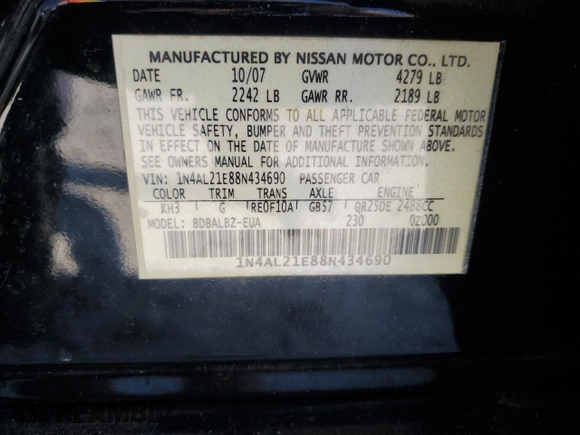 MANUFACTURED BY NISSAN MOTOR CO., LTD.
DATE 10/07 GVWR 4279 LB
GAWR FR. 2242 LB GAWR RR. 2189 LB
THIS VEHICLE CONFORMS TO ALL APPLICABLE FEDERAL MOTOR
VEHICLE SAFETY, BUMPER AND THEFT PREVENTION STANDARDS
IN EFFECT ON THE DATE OF MANUFACTURE SHOWN ABOVE.
SEE OWNERS MANUAL FOR ADDITIONAL INFORMATION.
VIN: 1N4AL21E88N434690 PASSENGER CAR
COLOR TRIM TRANS AXLE ENGINE
KH3 G RE0F10A GB57 QR25DE 2488CC
MODEL: BDBALBZ-EUA 230 0Z000
1N4AL21E88N434690